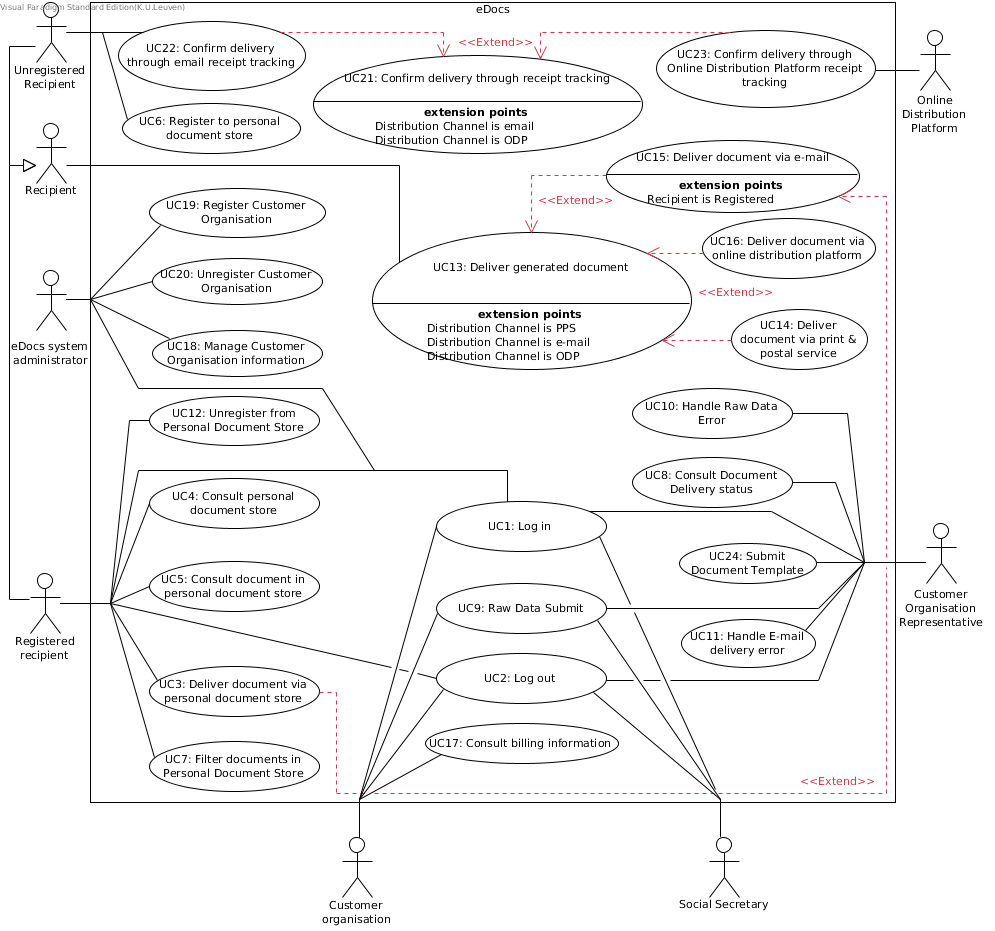 Visual Paradigm Standard Edition(K.U.Leuven)
eDocs
Unregistered
Recipient
UC22: Confirm delivery
through email receipt tracking
<<Extend>>
UC21: Confirm delivery through receipt tracking
extension points
Distribution Channel is email
Distribution Channel is ODP
UC23: Confirm delivery through
Online Distribution Platform receipt
tracking
Online
Distribution
Platform
UC6: Register to personal
document store
Recipient
UC15: Deliver document via e-mail
extension points
Recipient is Registered
<<Extend>>
UC19: Register Customer
Organisation
UC16: Deliver document via
online distribution platform
UC13: Deliver generated document
extension points
Distribution Channel is PPS
Distribution Channel is e-mail
Distribution Channel is ODP
<<Extend>>
UC20: Unregister Customer
Organisation
eDocs system
administrator
UC18: Manage Customer
Organisation information
UC14: Deliver
document via print &
postal service
UC12: Unregister from
Personal Document Store
UC10: Handle Raw Data
Error
UC4: Consult personal
document store
UC8: Consult Document
Delivery status
UC1: Log in
UC24: Submit
Document Template
Customer
Organisation
Representative
UC5: Consult document in
personal document store
UC9: Raw Data Submit
Registered
recipient
UC11: Handle E-mail
delivery error
UC3: Deliver document via
personal document store
UC2: Log out
UC17: Consult billing information
UC7: Filter documents in
Personal Document Store
<<Extend>>
Customer
organisation
Social Secretary